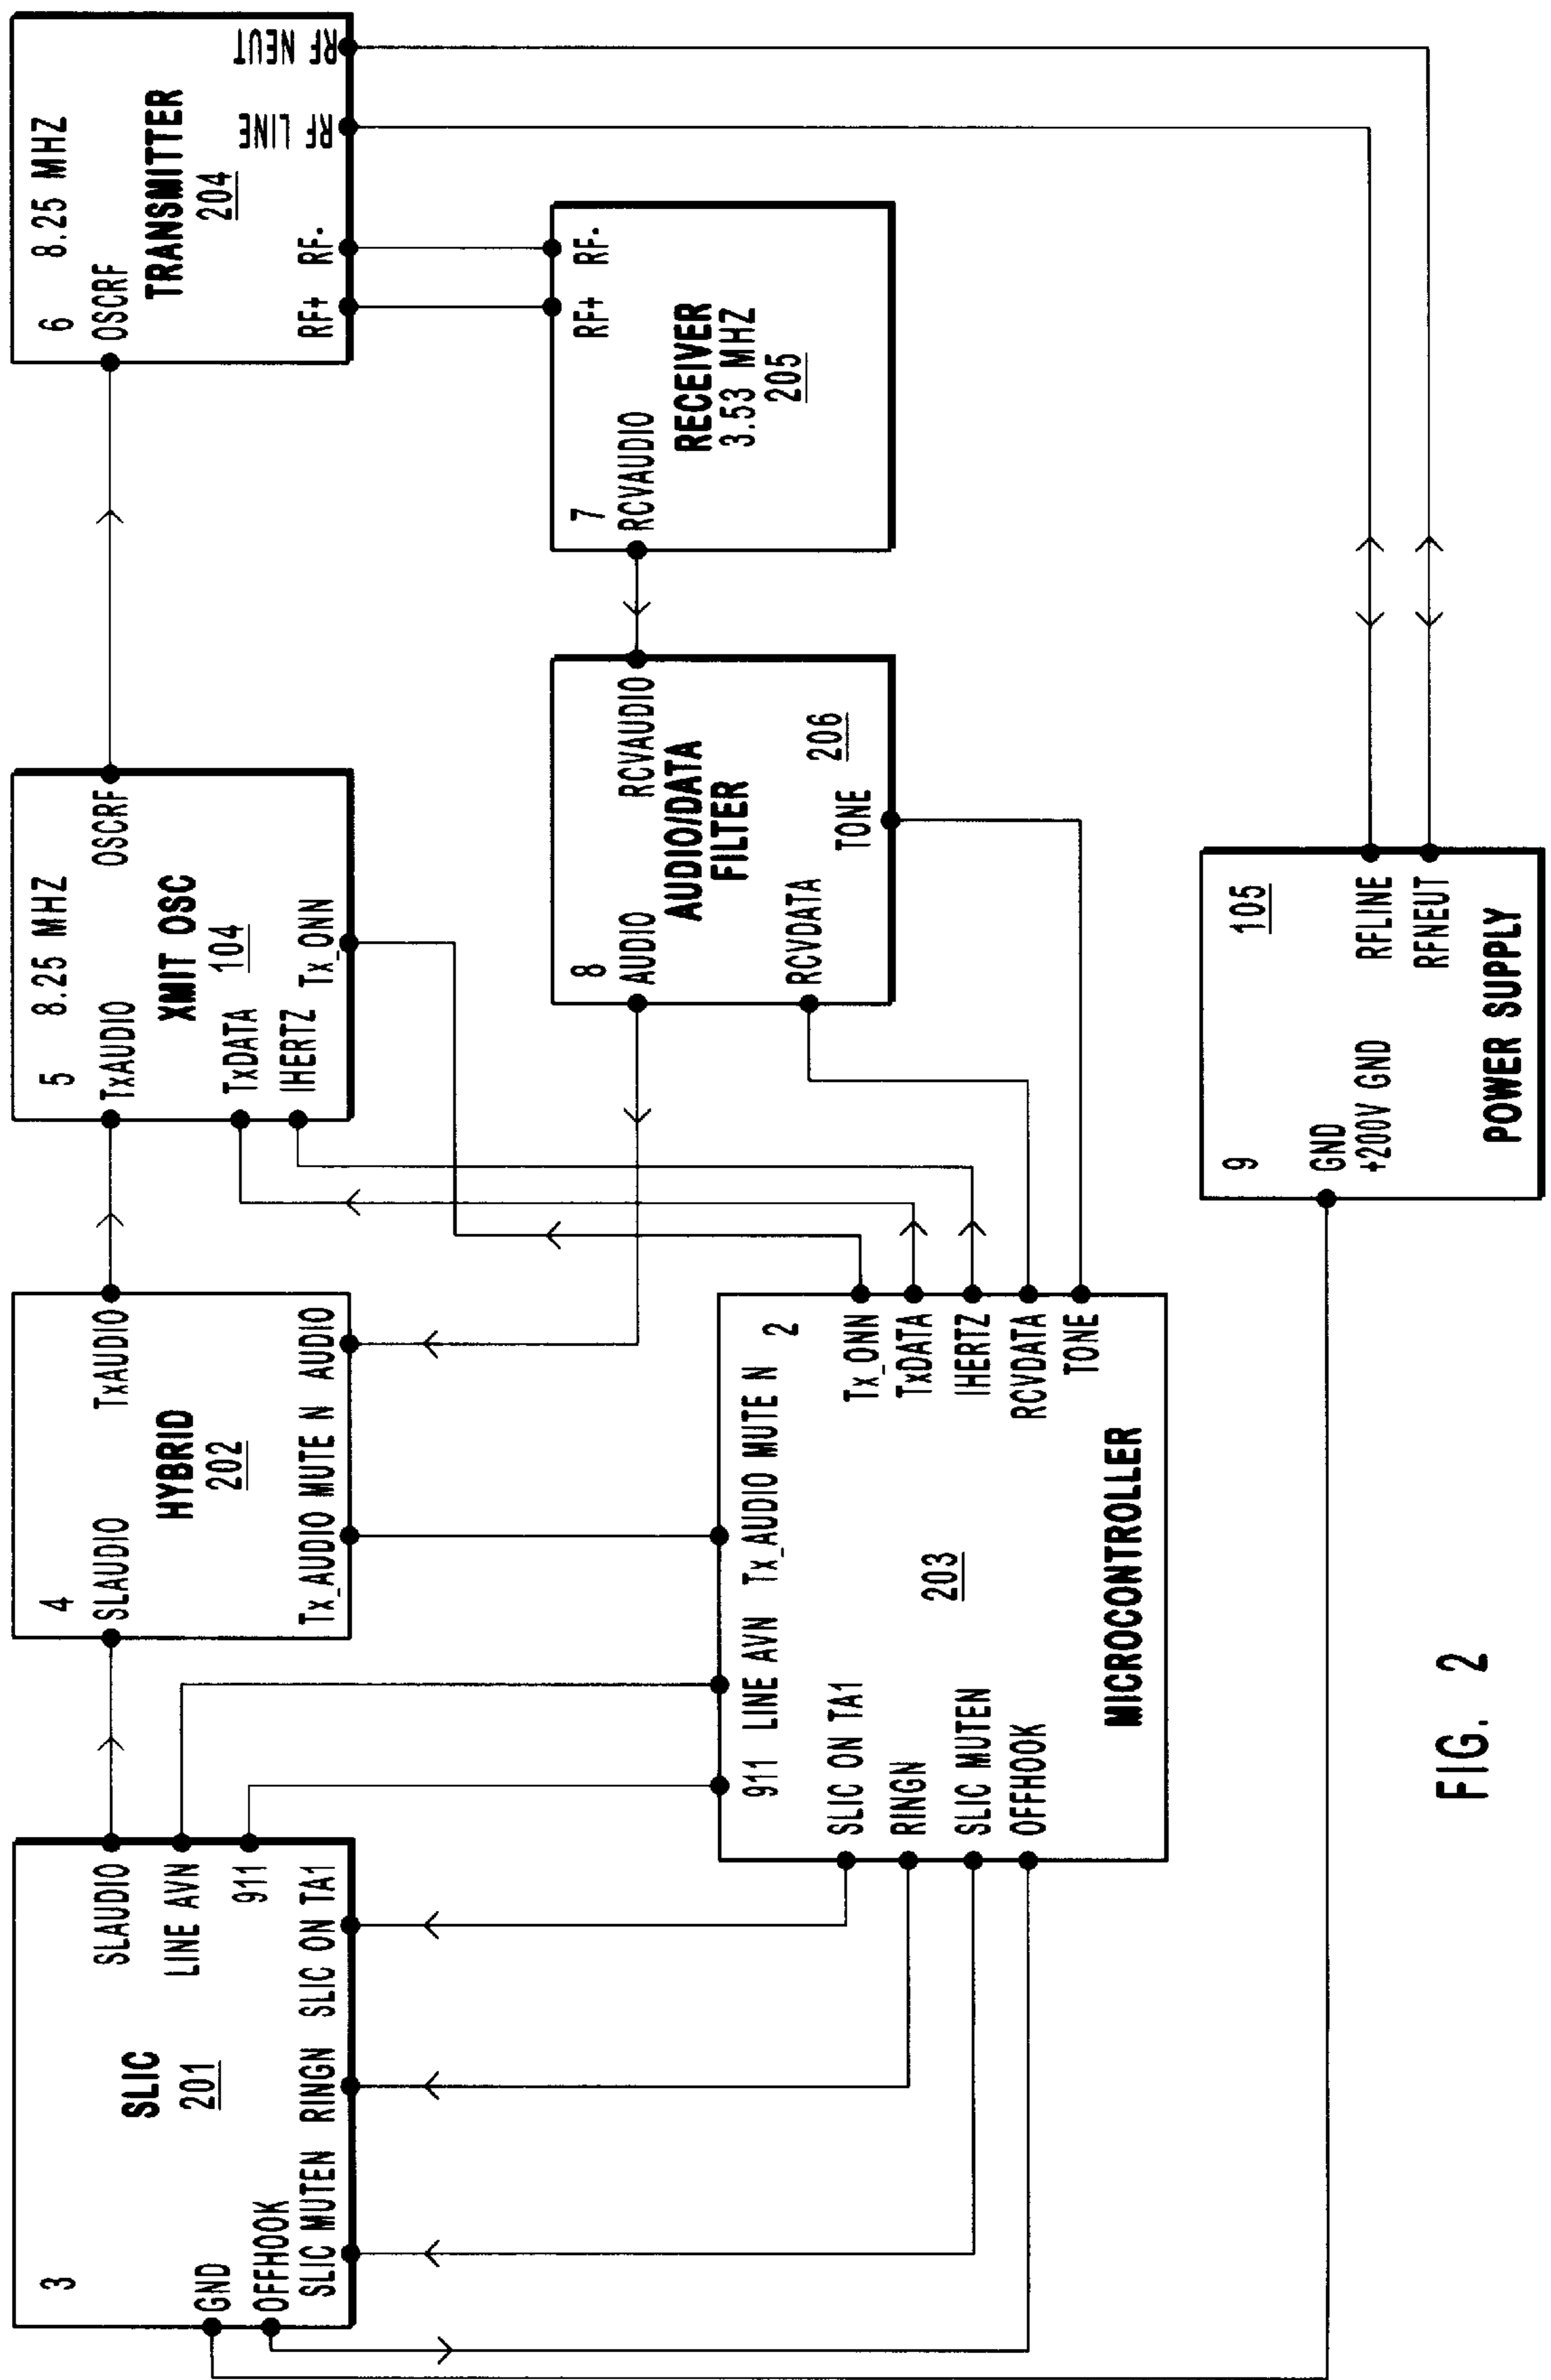 3
SLIC
201
SLAUDIO
LINE AVN
911
GND
OFFHOOK
SLIC MUTEN RINGN SLIC ON TA1
4
SLAUDIO
HYBRID
202
TxAUDIO
Tx_AUDIO MUTE N AUDIO
5 8.25 MHZ
TxAUDIO
OSCRF
XMIT OSC
104
TxDATA
IHERTZ
Tx_ONN
6 8.25 MHZ
OSCRF
TRANSMITTER
204
RF+ RF-
RF LINE
RF NEUT
7
RCVAUDIO
RF+ RF-
RECEIVER
3.53 MHZ
205
8
AUDIO
RCVAUDIO
AUDIO/DATA
FILTER
RCVDATA
206
TONE
911 LINE AVN Tx_AUDIO MUTE N
2
SLIC ON TA1
RINGN
SLIC MUTEN
OFFHOOK
203
Tx_ONN
TxDATA
IHERTZ
RCVDATA
TONE
MICROCONTROLLER
9
105
GND
+200V GND
RFLINE
RFNEUT
POWER SUPPLY
FIG. 2